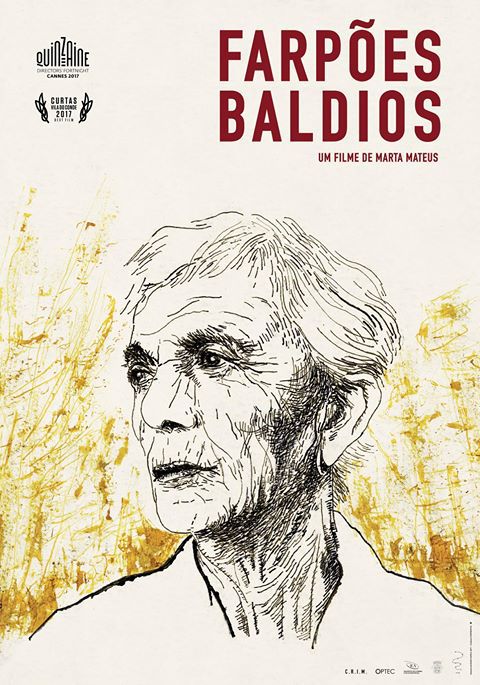 QUINZAINE
DIRECTORS' FORTNIGHT
CANNES 2017
CURTAS
VILA DO CONDE
2017
BEST FILM
FARPÕES
BALDIOS
UM FILME DE MARTA MATEUS
C.R.I.M. OPTEC